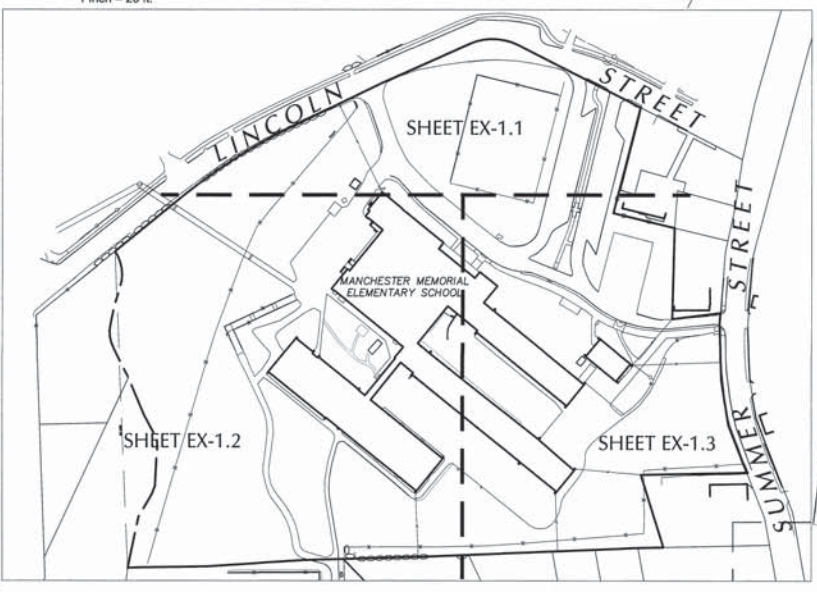 1 inch = 20 ft.
LINCOLN
STREET
SHEET EX-1.1
SUMMER STREET
MANCHESTER MEMORIAL
ELEMENTARY SCHOOL
SHEET EX-1.2
SHEET EX-1.3